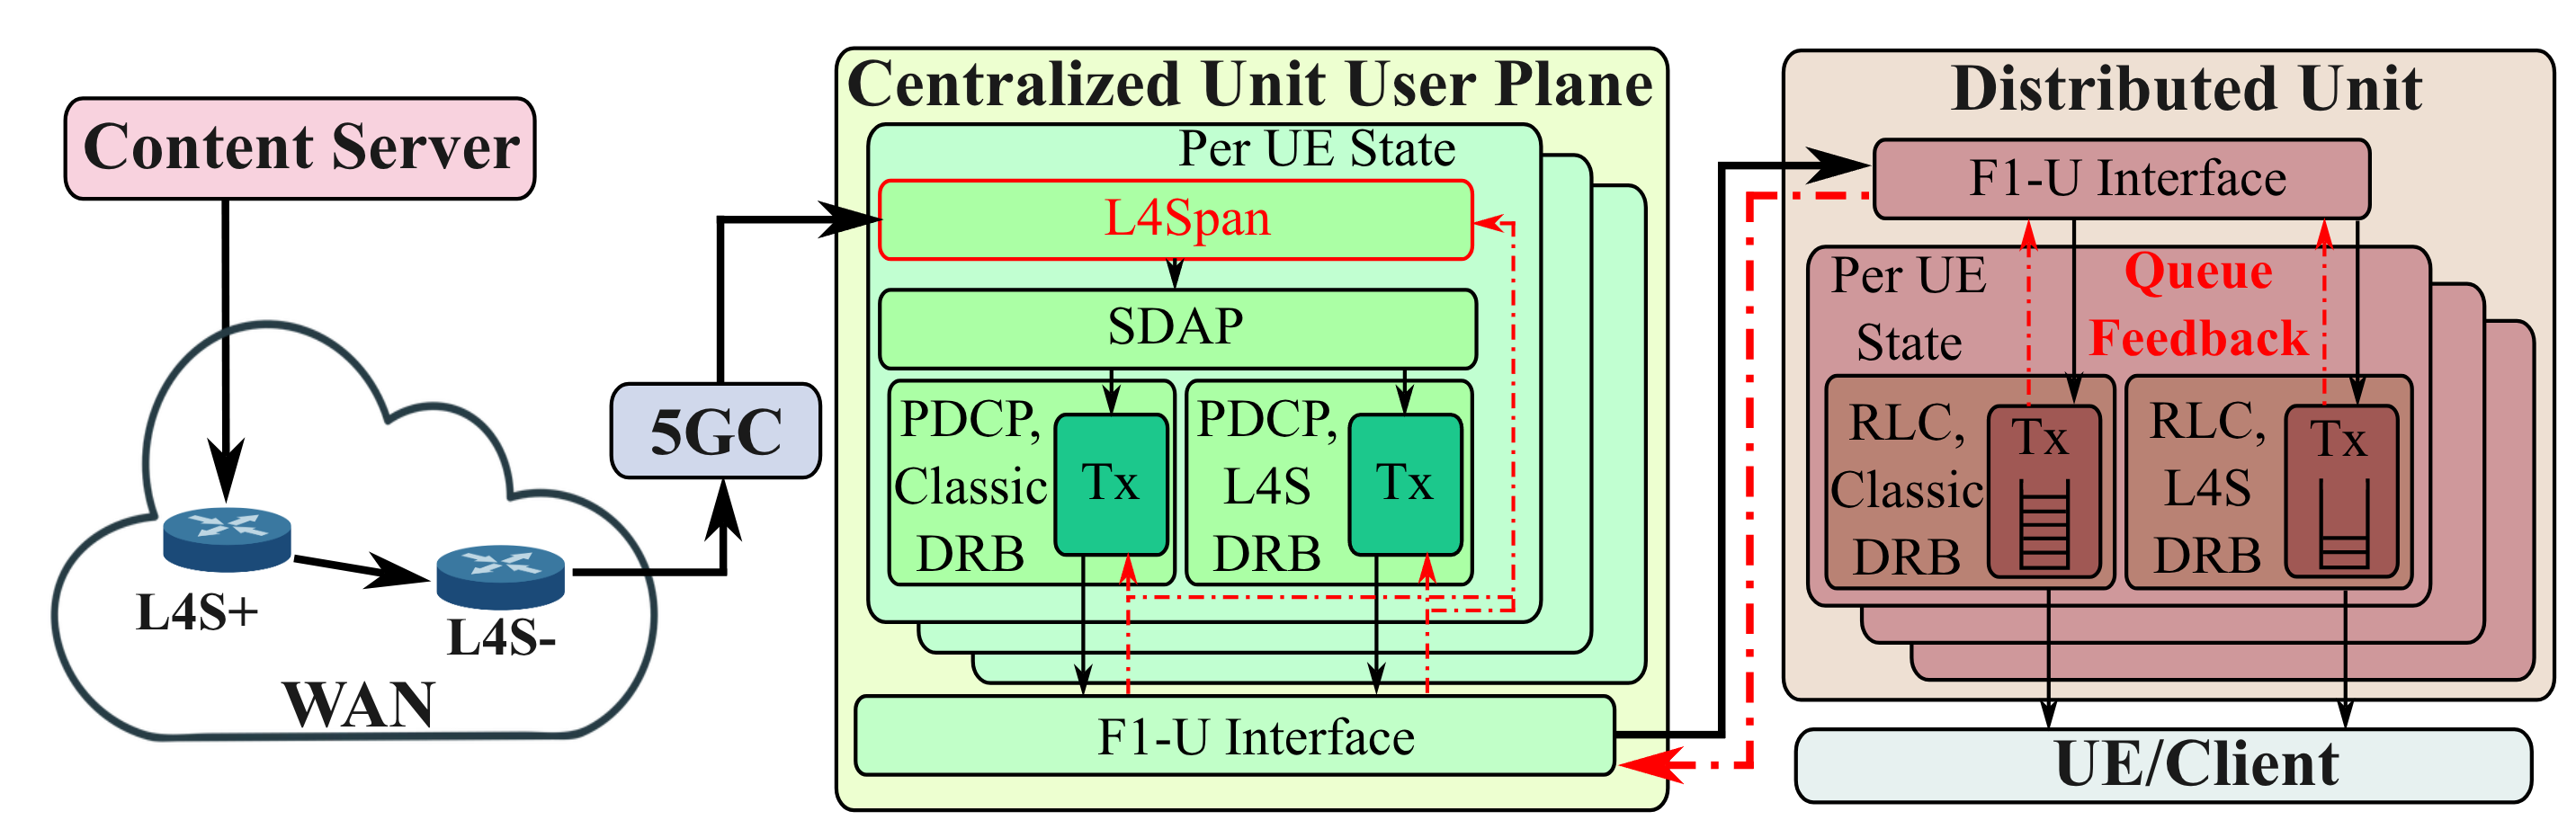 Content Server
L4S+
L4S-
WAN
5GC
Centralized Unit User Plane
Per UE State
L4Span
SDAP
PDCP,
Classic
DRB
Tx
PDCP,
L4S
DRB
Tx
F1-U Interface
Distributed Unit
F1-U Interface
Per UE
State
Queue
Feedback
RLC,
Classic
DRB
Tx
RLC,
L4S
DRB
Tx
UE/Client